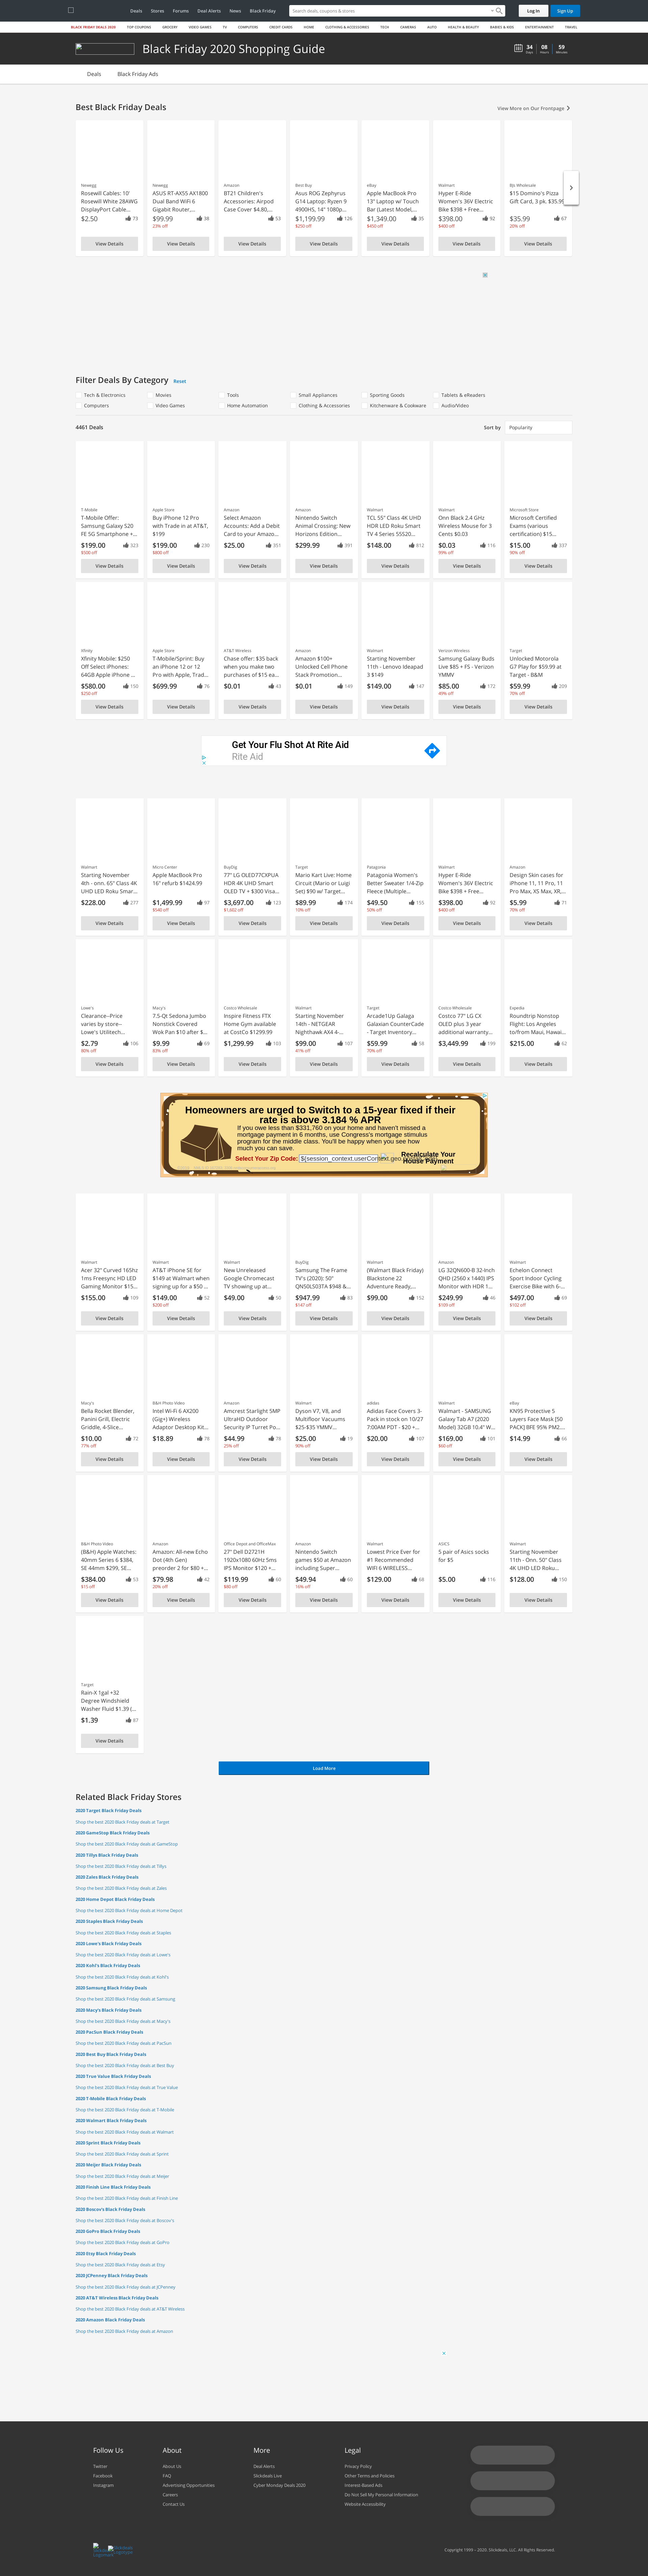 Deals
Stores
Forums
Deal Alerts
News
Black Friday
Search deals, coupons & stores
Log In
Sign Up
BLACK FRIDAY DEALS 2020
TOP COUPONS
GROCERY
VIDEO GAMES
TV
COMPUTERS
CREDIT CARDS
HOME
CLOTHING & ACCESSORIES
TECH
CAMERAS
AUTO
HEALTH & BEAUTY
BABIES & KIDS
ENTERTAINMENT
TRAVEL
Black Friday 2020 Shopping Guide
34 Days
08 Hours
59 Minutes
Deals
Black Friday Ads
Best Black Friday Deals
View More on Our Frontpage
Newegg
Rosewill Cables: 10' Rosewill White 28AWG DisplayPort Cable...
$2.50 73
View Details
Newegg
ASUS RT-AX55 AX1800 Dual Band WiFi 6 Gigabit Router,...
$99.99 38
23% off
View Details
Amazon
BT21 Children's Accessories: Airpod Case Cover $4.80,...
53
View Details
Best Buy
Asus ROG Zephyrus G14 Laptop: Ryzen 9 4900HS, 14" 1080p...
$1,199.99 126
$250 off
View Details
eBay
Apple MacBook Pro 13" Laptop w/ Touch Bar (Latest Model,...
$1,349.00 35
$450 off
View Details
Walmart
Hyper E-Ride Women's 36V Electric Bike $398 + Free...
$398.00 92
$400 off
View Details
BJs Wholesale
$15 Domino's Pizza Gift Card, 3 pk, $35.99
$35.99 67
20% off
View Details
Filter Deals By Category
Reset
Tech & Electronics
Movies
Tools
Small Appliances
Sporting Goods
Tablets & eReaders
Computers
Video Games
Home Automation
Clothing & Accessories
Kitchenware & Cookware
Audio/Video
4461 Deals
Sort by
Popularity
T-Mobile
T-Mobile Offer: Samsung Galaxy S20 FE 5G Smartphone +...
$199.00 323
$500 off
View Details
Apple Store
Buy iPhone 12 Pro with Trade in at AT&T, $199
$199.00 230
$800 off
View Details
Amazon
Select Amazon Accounts: Add a Debit Card to your Amazo...
$25.00 351
View Details
Amazon
Nintendo Switch Animal Crossing: New Horizons Edition...
$299.99 391
View Details
Walmart
TCL 55" Class 4K UHD HDR LED Roku Smart TV 4 Series 55S20...
$148.00 812
View Details
Walmart
Onn Black 2.4 GHz Wireless Mouse for 3 Cents $0.03
$0.03 116
99% off
View Details
Microsoft Store
Microsoft Certified Exams (various certification) $15...
$15.00 337
90% off
View Details
Xfinity
Xfinity Mobile: $250 Off Select iPhones: 64GB Apple iPhone ...
$580.00 150
$250 off
View Details
Apple Store
T-Mobile/Sprint: Buy an iPhone 12 or 12 Pro with Apple, Trad...
$699.99 76
View Details
AT&T Wireless
Chase offer: $35 back when you make two purchases of $15 ea...
$0.01 43
View Details
Amazon
Amazon $100+ Unlocked Cell Phone Stack Promotion...
$0.01 149
View Details
Walmart
Starting November 11th - Lenovo Ideapad 3 $149
$149.00 147
View Details
Verizon Wireless
Samsung Galaxy Buds Live $85 + FS - Verizon YMMV
$85.00 172
49% off
View Details
Target
Unlocked Motorola G7 Play for $59.99 at Target - B&M
$59.99 209
70% off
View Details
Get Your Flu Shot At Rite Aid
Rite Aid
Walmart
Starting November 4th - onn. 65" Class 4K UHD LED Roku Smar...
$228.00 277
View Details
Micro Center
Apple MacBook Pro 16" refurb $1424.99
$1,499.99 97
$540 off
View Details
BuyDig
77" LG OLED77CXPUA HDR 4K UHD Smart OLED TV + $300 Visa...
$3,697.00 123
$1,602 off
View Details
Target
Mario Kart Live: Home Circuit (Mario or Luigi Set) $90 w/ Target...
$89.99 174
10% off
View Details
Patagonia
Patagonia Women's Better Sweater 1/4-Zip Fleece (Multiple...
$49.50 155
50% off
View Details
Walmart
Hyper E-Ride Women's 36V Electric Bike $398 + Free...
$398.00 92
$400 off
View Details
Amazon
Design Skin cases for iPhone 11, 11 Pro, 11 Pro Max, XS Max, XR,...
$5.99 71
70% off
View Details
Lowe's
Clearance--Price varies by store--Lowe's Utilitech...
$2.79 106
80% off
View Details
Macy's
7.5-Qt Sedona Jumbo Nonstick Covered Wok Pan $10 after $...
$9.99 69
83% off
View Details
Costco Wholesale
Inspire Fitness FTX Home Gym available at CostCo $1299.99
$1,299.99 103
View Details
Walmart
Starting November 14th - NETGEAR Nighthawk AX4 4-...
$99.00 107
41% off
View Details
Target
Arcade1Up Galaga Galaxian CounterCade - Target Inventory...
$59.99 58
70% off
View Details
Costco Wholesale
Costco 77" LG CX OLED plus 3 year additional warranty...
$3,449.99 199
View Details
Expedia
Roundtrip Nonstop Flight: Los Angeles to/from Maui, Hawai...
$215.00 62
View Details
Homeowners are urged to Switch to a 15-year fixed if their rate is above 3.184 % APR
If you owe less than $331,760 on your home and haven't missed a mortgage payment in 6 months, use Congress's mortgage stimulus program for the middle class. You'll be happy when you see how much you can save.
Select Your Zip Code:
Recalculate Your House Payment
Walmart
Acer 32" Curved 165hz 1ms Freesync HD LED Gaming Monitor $15...
$155.00 109
View Details
Walmart
AT&T iPhone SE for $149 at Walmart when signing up for a $50 ...
$149.00 52
$200 off
View Details
Walmart
New Unreleased Google Chromecast TV showing up at...
$49.00 50
View Details
BuyDig
Samsung The Frame TV's (2020): 50" QN50LS03TA $948 &...
$947.99 83
$147 off
View Details
Walmart
(Walmart Black Friday) Blackstone 22 Adventure Ready,...
$99.00 152
View Details
Amazon
LG 32QN600-B 32-Inch QHD (2560 x 1440) IPS Monitor with HDR 1...
$249.99 46
$109 off
View Details
Walmart
Echelon Connect Sport Indoor Cycling Exercise Bike with 6-...
$497.00 69
$102 off
View Details
Macy's
Bella Rocket Blender, Panini Grill, Electric Griddle, 4-Slice...
$10.00 72
77% off
View Details
B&H Photo Video
Intel Wi-Fi 6 AX200 (Gig+) Wireless Adaptor Desktop Kit...
$18.89 78
View Details
Amazon
Amcrest Starlight 5MP UltraHD Outdoor Security IP Turret Po...
$44.99 78
25% off
View Details
Walmart
Dyson V7, V8, and Multifloor Vacuums $25-$35 YMMV...
$25.00 19
90% off
View Details
adidas
Adidas Face Covers 3-Pack in stock on 10/27 7:00AM PDT - $20 +...
$20.00 107
View Details
Walmart
Walmart - SAMSUNG Galaxy Tab A7 (2020 Model) 32GB 10.4" W...
$169.00 101
$60 off
View Details
eBay
KN95 Protective 5 Layers Face Mask [50 PACK] BFE 95% PM2...
$14.99 66
View Details
B&H Photo Video
(B&H) Apple Watches: 40mm Series 6 $384, SE 44mm $299, SE...
$384.00 53
$15 off
View Details
Amazon
Amazon: All-new Echo Dot (4th Gen) preorder 2 for $80 +...
$79.98 42
20% off
View Details
Office Depot and OfficeMax
27" Dell D2721H 1920x1080 60Hz 5ms IPS Monitor $120 +...
$119.99 60
$80 off
View Details
Amazon
Nintendo Switch games $50 at Amazon including Super...
$49.94 60
16% off
View Details
Walmart
Lowest Price Ever for #1 Recommended WIFI 6 WIRELESS...
$129.00 68
View Details
ASICS
5 pair of Asics socks for $5
$5.00 116
View Details
Walmart
Starting November 11th - Onn. 50" Class 4K UHD LED Roku...
$128.00 150
View Details
Target
Rain-X 1gal +32 Degree Windshield Washer Fluid $1.39 (...
$1.39 67
View Details
Load More
Related Black Friday Stores
2020 Target Black Friday Deals
Shop the best 2020 Black Friday deals at Target
2020 GameStop Black Friday Deals
Shop the best 2020 Black Friday deals at GameStop
2020 Tillys Black Friday Deals
Shop the best 2020 Black Friday deals at Tillys
2020 Zales Black Friday Deals
Shop the best 2020 Black Friday deals at Zales
2020 Home Depot Black Friday Deals
Shop the best 2020 Black Friday deals at Home Depot
2020 Staples Black Friday Deals
Shop the best 2020 Black Friday deals at Staples
2020 Lowe's Black Friday Deals
Shop the best 2020 Black Friday deals at Lowe's
2020 Kohl's Black Friday Deals
Shop the best 2020 Black Friday deals at Kohl's
2020 Samsung Black Friday Deals
Shop the best 2020 Black Friday deals at Samsung
2020 Macy's Black Friday Deals
Shop the best 2020 Black Friday deals at Macy's
2020 PacSun Black Friday Deals
Shop the best 2020 Black Friday deals at PacSun
2020 Best Buy Black Friday Deals
Shop the best 2020 Black Friday deals at Best Buy
2020 True Value Black Friday Deals
Shop the best 2020 Black Friday deals at True Value
2020 T-Mobile Black Friday Deals
Shop the best 2020 Black Friday deals at T-Mobile
2020 Walmart Black Friday Deals
Shop the best 2020 Black Friday deals at Walmart
2020 Sprint Black Friday Deals
Shop the best 2020 Black Friday deals at Sprint
2020 Meijer Black Friday Deals
Shop the best 2020 Black Friday deals at Meijer
2020 Finish Line Black Friday Deals
Shop the best 2020 Black Friday deals at Finish Line
2020 Boscov's Black Friday Deals
Shop the best 2020 Black Friday deals at Boscov's
2020 GoPro Black Friday Deals
Shop the best 2020 Black Friday deals at GoPro
2020 Etsy Black Friday Deals
Shop the best 2020 Black Friday deals at Etsy
2020 JCPenney Black Friday Deals
Shop the best 2020 Black Friday deals at JCPenney
2020 AT&T Wireless Black Friday Deals
Shop the best 2020 Black Friday deals at AT&T Wireless
2020 Amazon Black Friday Deals
Shop the best 2020 Black Friday deals at Amazon
Follow Us
Twitter
Facebook
Instagram
About
About Us
FAQ
Advertising Opportunities
Careers
Contact Us
More
Deal Alerts
Slickdeals Live
Cyber Monday Deals 2020
Legal
Privacy Policy
Other Terms and Policies
Interest-Based Ads
Do Not Sell My Personal Information
Website Accessibility
Copyright 1999 - 2020. Slickdeals, LLC. All Rights Reserved.